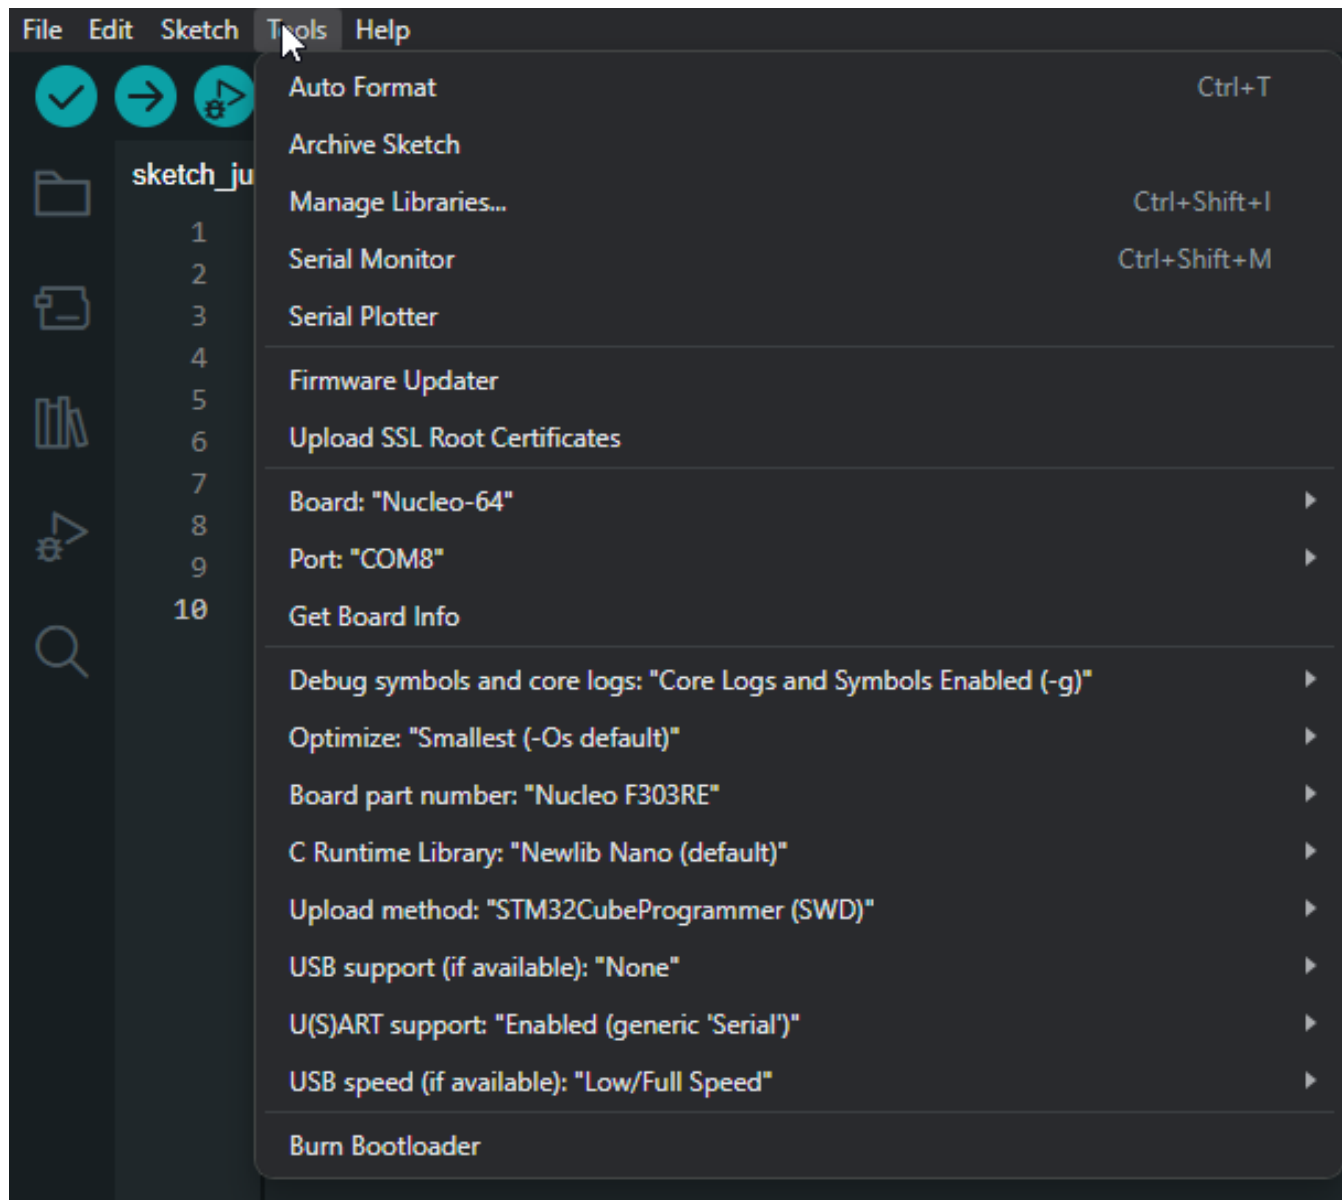 File Edit Sketch Tools Help
Auto Format Ctrl+T
Archive Sketch
sketch_ju
Manage Libraries... Ctrl+Shift+I
1
Serial Monitor Ctrl+Shift+M
2
Serial Plotter
3
4
Firmware Updater
5
Upload SSL Root Certificates
6
7
Board: "Nucleo-64"
8
Port: "COM8"
9
Get Board Info
10
Debug symbols and core logs: "Core Logs and Symbols Enabled (-g)"
Optimize: "Smallest (-Os default)"
Board part number: "Nucleo F303RE"
C Runtime Library: "Newlib Nano (default)"
Upload method: "STM32CubeProgrammer (SWD)"
USB support (if available): "None"
U(S)ART support: "Enabled (generic 'Serial')"
USB speed (if available): "Low/Full Speed"
Burn Bootloader